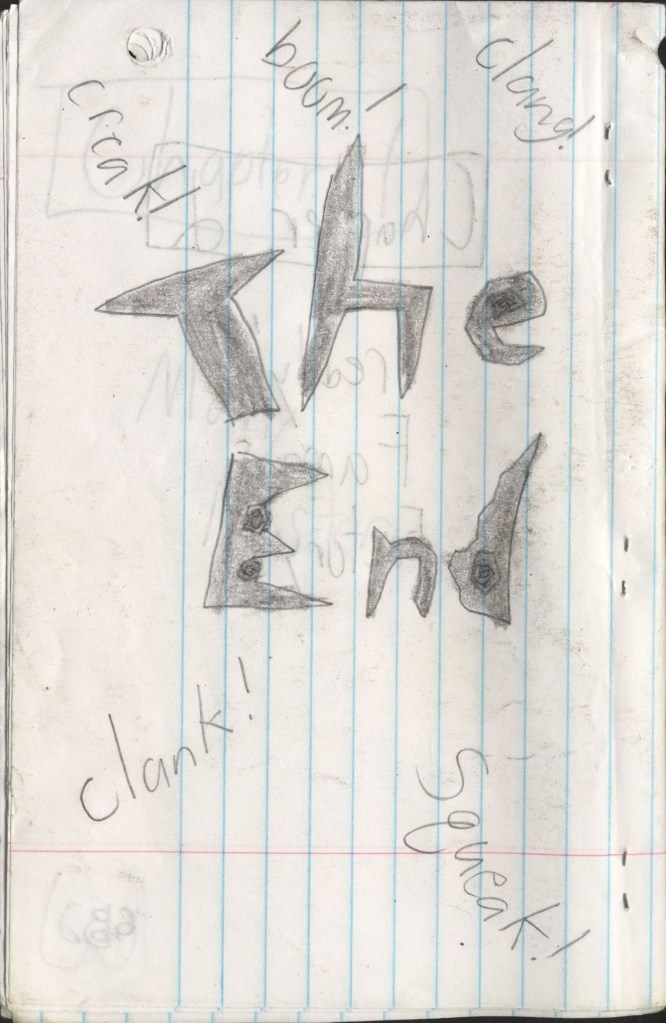 creak!
boom!
clang!
The
End
clank!
squeak!